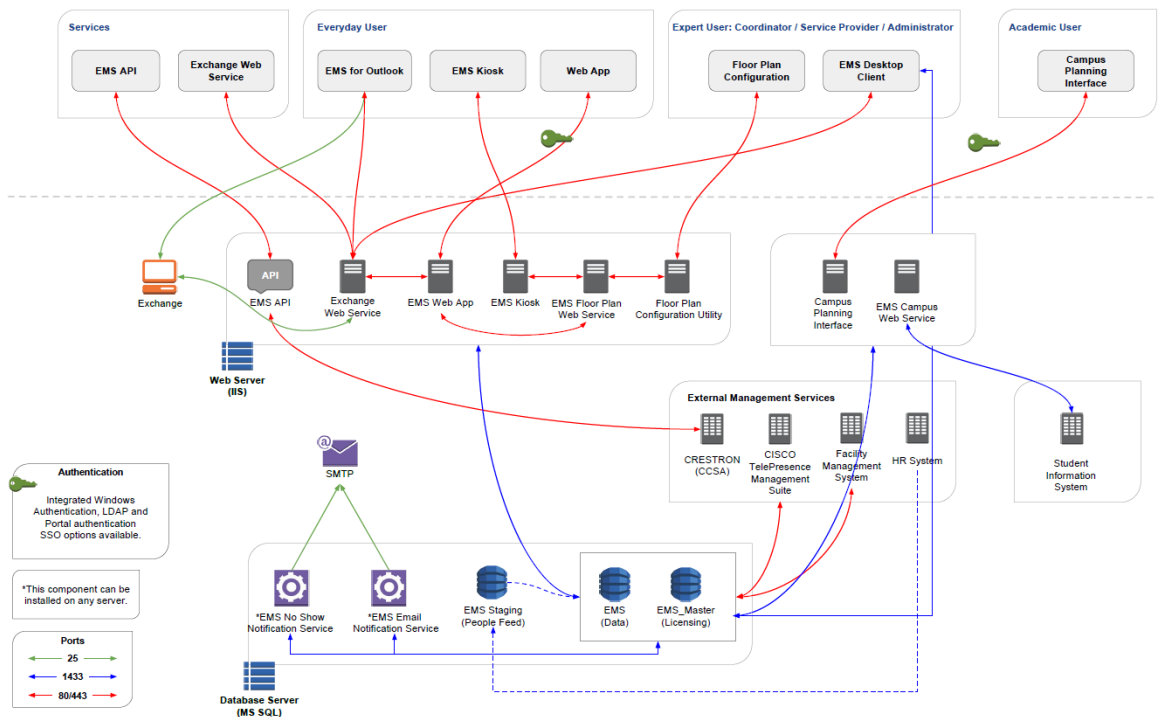 Services
Everyday User
Expert User: Coordinator / Service Provider / Administrator
Academic User
EMS API
Exchange Web
Service
EMS for Outlook
EMS Kiosk
Web App
Floor Plan
Configuration
EMS Desktop
Client
Campus
Planning
Interface
Exchange
API
EMS API
Exchange
Web Service
EMS Web App
EMS Kiosk
EMS Floor Plan
Web Service
Floor Plan
Configuration Utility
Campus
Planning
Interface
EMS Campus
Web Service
Web Server
(IIS)
External Management Services
CRESTRON
(CCSA)
CISCO
TelePresence
Management
Suite
Facility
Management
System
HR System
Student
Information
System
@
SMTP
Authentication
Integrated Windows
Authentication, LDAP and
Portal authentication
SSO options available.
*This component can be
installed on any server.
*EMS No Show
Notification Service
*EMS Email
Notification Service
EMS Staging
(People Feed)
EMS
(Data)
EMS_Master
(Licensing)
Ports
25
1433
80/443
Database Server
(MS SQL)